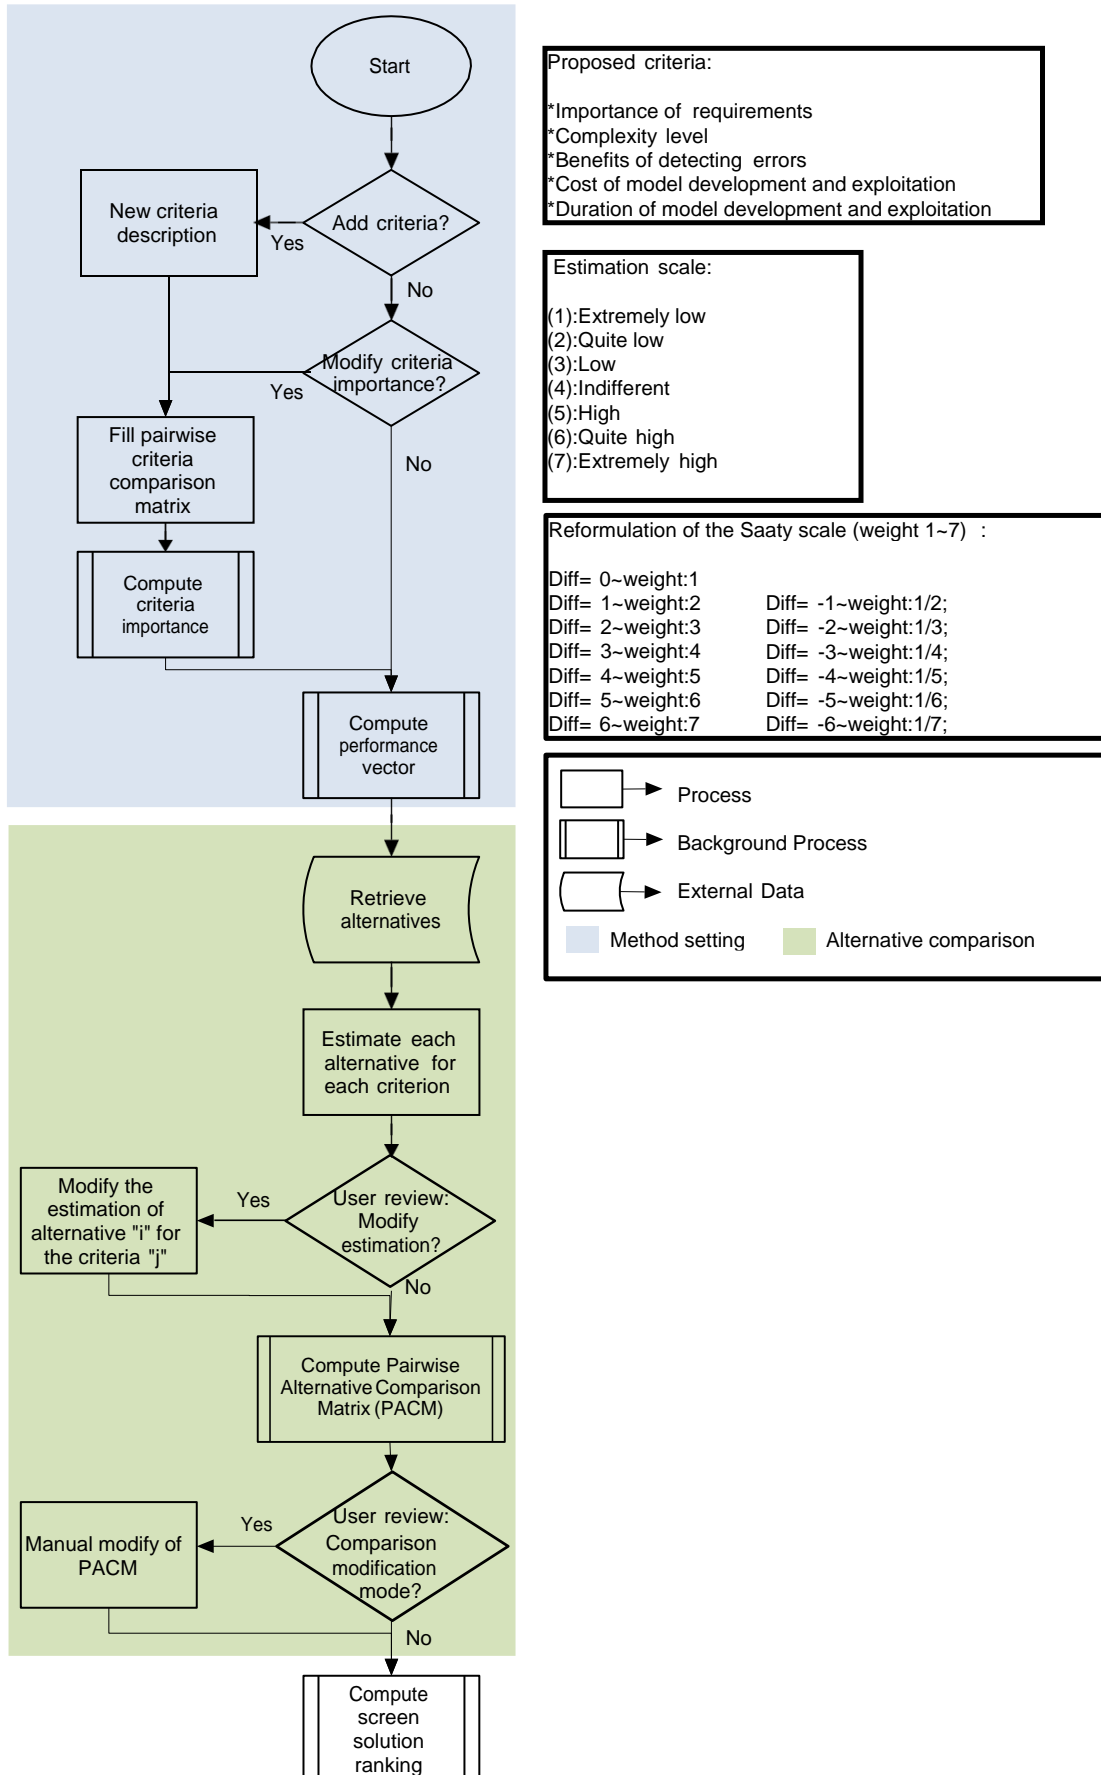 Start
Add criteria?
Yes
New criteria
description
No
Modify criteria
importance?
Yes
No
Fill pairwise
criteria
comparison
matrix
Compute
criteria
importance
Compute
performance
vector
Retrieve
alternatives
Estimate each
alternative for
each criterion
User review:
Modify
estimation?
Yes
Modify the
estimation of
alternative "i" for
the criteria "j"
No
Compute Pairwise
Alternative Comparison
Matrix (PACM)
User review:
Comparison
modification
mode?
Yes
Manual modify of
PACM
No
Compute
screen
solution
ranking
Proposed criteria:
*Importance of requirements
*Complexity level
*Benefits of detecting errors
*Cost of model development and exploitation
*Duration of model development and exploitation
Estimation scale:
(1):Extremely low
(2):Quite low
(3):Low
(4):Indifferent
(5):High
(6):Quite high
(7):Extremely high
Reformulation of the Saaty scale (weight 1~7) :
Diff= 0~weight:1
Diff= 1~weight:2 Diff= -1~weight:1/2;
Diff= 2~weight:3 Diff= -2~weight:1/3;
Diff= 3~weight:4 Diff= -3~weight:1/4;
Diff= 4~weight:5 Diff= -4~weight:1/5;
Diff= 5~weight:6 Diff= -5~weight:1/6;
Diff= 6~weight:7 Diff= -6~weight:1/7;
Process
Background Process
External Data
Method setting Alternative comparison